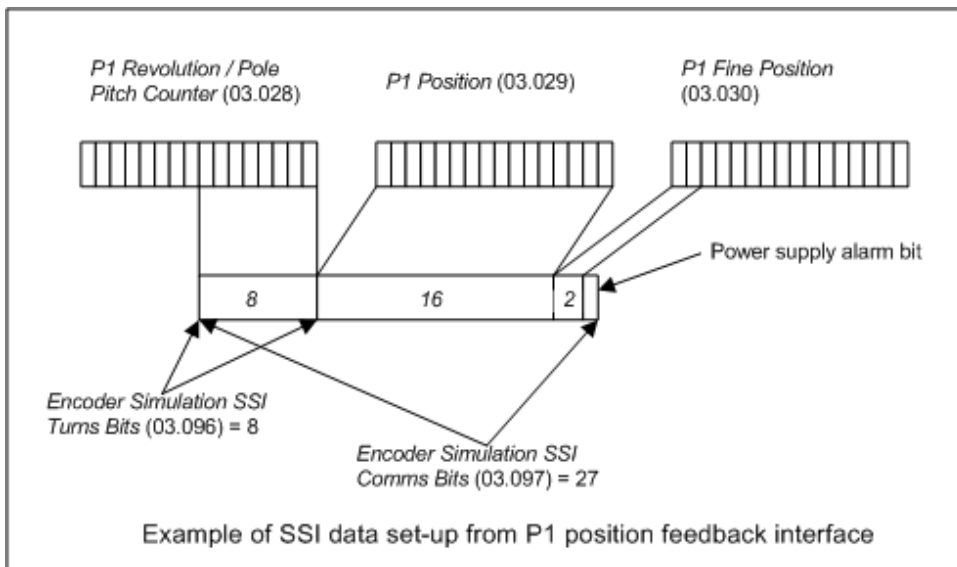 P1 Revolution / Pole
Pitch Counter (03.028)
P1 Position (03.029)
P1 Fine Position
(03.030)
Power supply alarm bit
8
16
2
Encoder Simulation SSI
Turns Bits (03.096) = 8
Encoder Simulation SSI
Comms Bits (03.097) = 27
Example of SSI data set-up from P1 position feedback interface